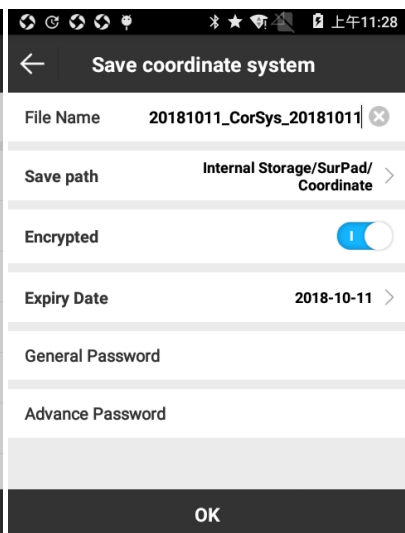 上午11:28
Save coordinate system
File Name 20181011_CorSys_20181011
Save path Internal Storage/SurPad/
Coordinate
Encrypted
Expiry Date 2018-10-11
General Password
Advance Password
OK